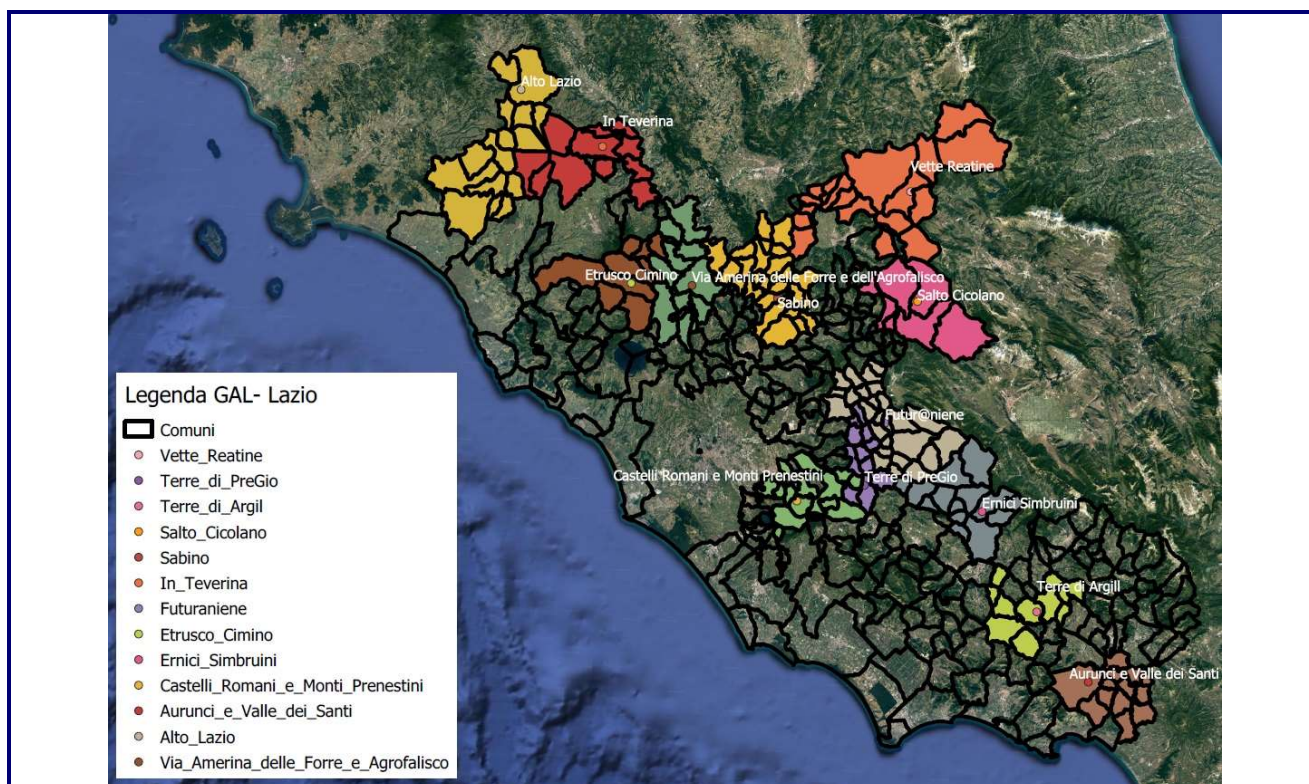 Alto Lazio
In Teverina
Vette Reatine
Etrusco Cimino
Via Amerina delle Forre e dell'Agrofalisco
Sabino
Salto Cicolano
Futur@niene
Castelli Romani e Monti Prenestini
Terre di PreGio
Ernici Simbruini
Terre di Argill
Aurunci e Valle dei Santi
Legenda GAL- Lazio
Comuni
Vette_Reatine
Terre_di_PreGio
Terre_di_Argil
Salto_Cicolano
Sabino
In_Teverina
Futuraniene
Etrusco_Cimino
Ernici_Simbruini
Castelli_Romani_e_Monti_Prenestini
Aurunci_e_Valle_dei_Santi
Alto_Lazio
Via_Amerina_delle_Forre_e_Agrofalisco